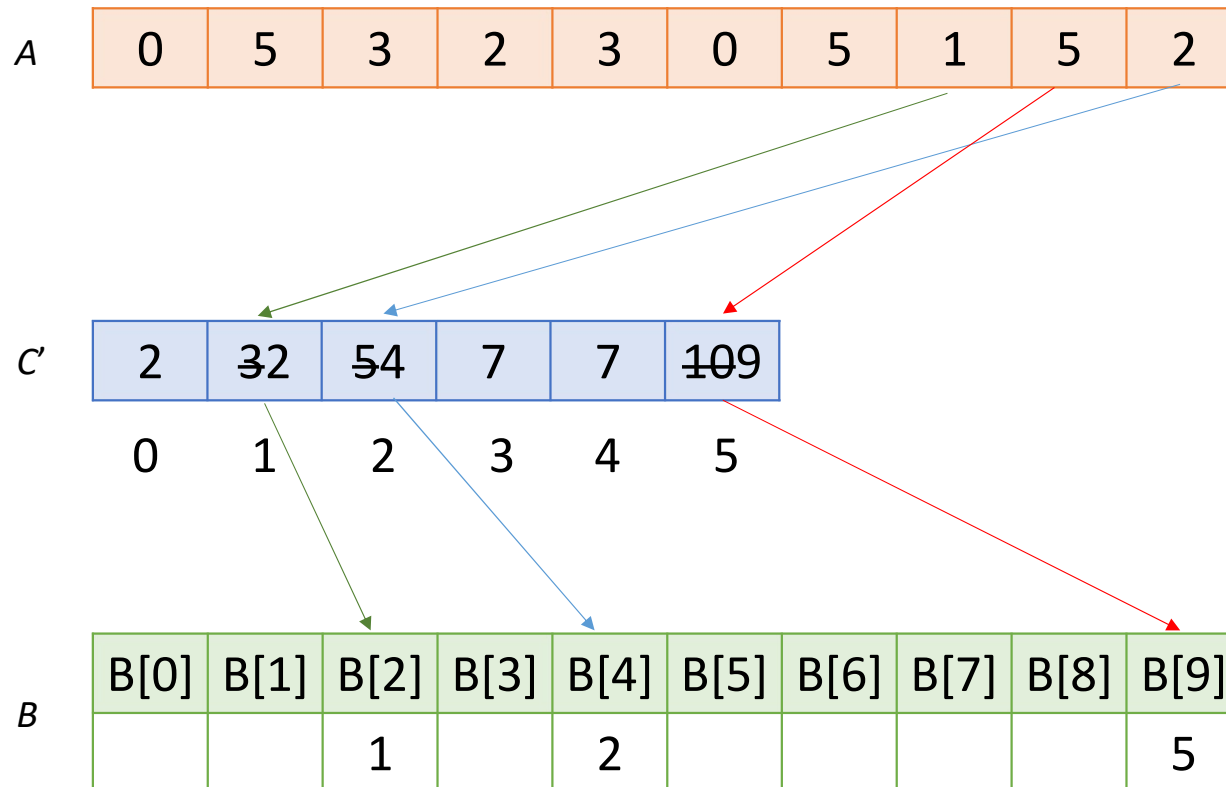 A 0 5 3 2 3 0 5 1 5 2
C' 2 32 54 7 7 109
0 1 2 3 4 5
B[0] B[1] B[2] B[3] B[4] B[5] B[6] B[7] B[8] B[9]
B
1 2 5